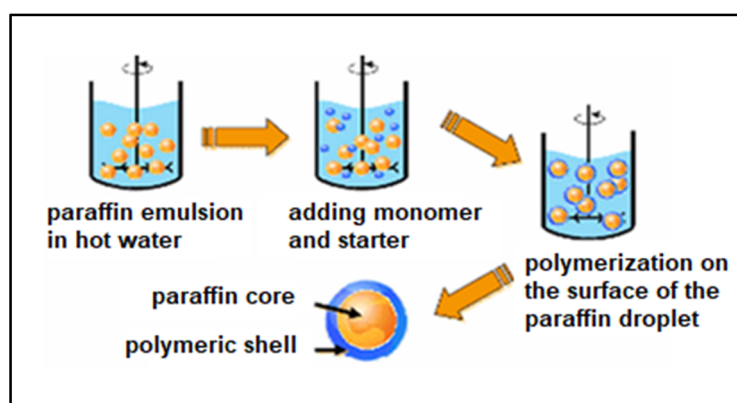 paraffin emulsion
in hot water
adding monomer
and starter
polymerization on
the surface of the
paraffin droplet
paraffin core
polymeric shell